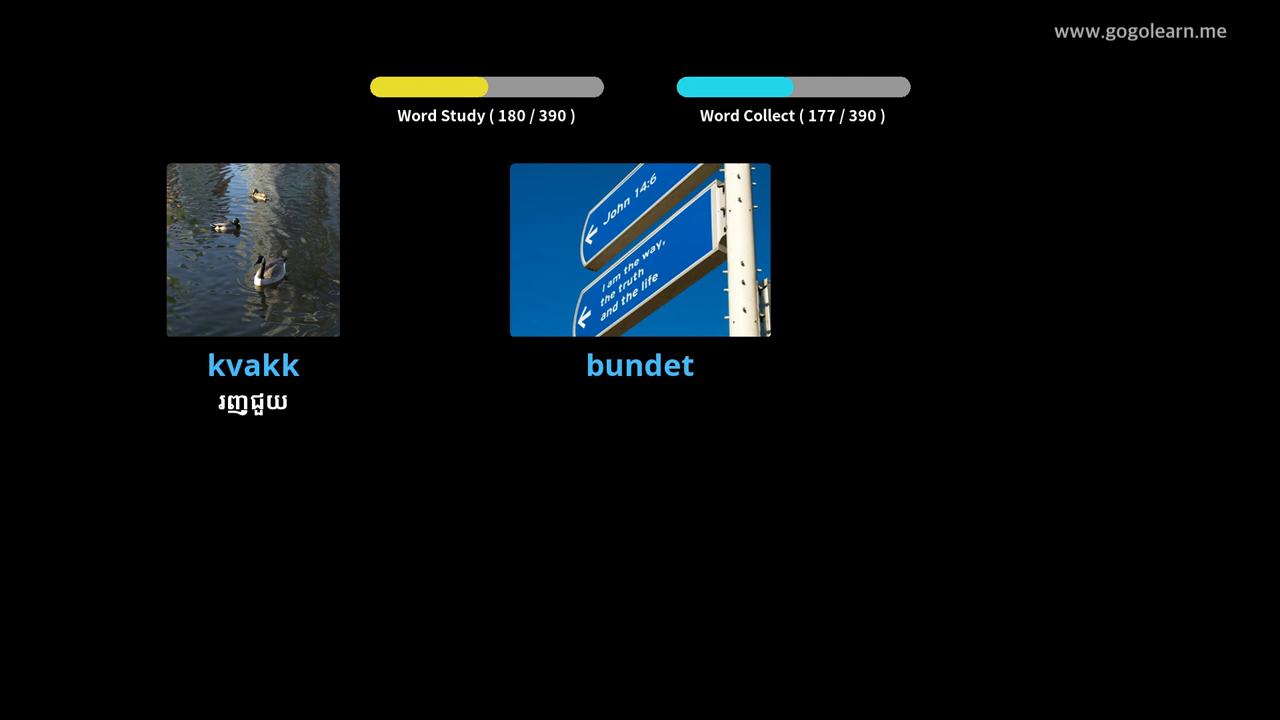 www.gogolearn.me
Word Study ( 180 / 390 )
Word Collect ( 177 / 390 )
John 14:6
I am the way,
the truth
and the life
kvakk
bundet
រញជួយ